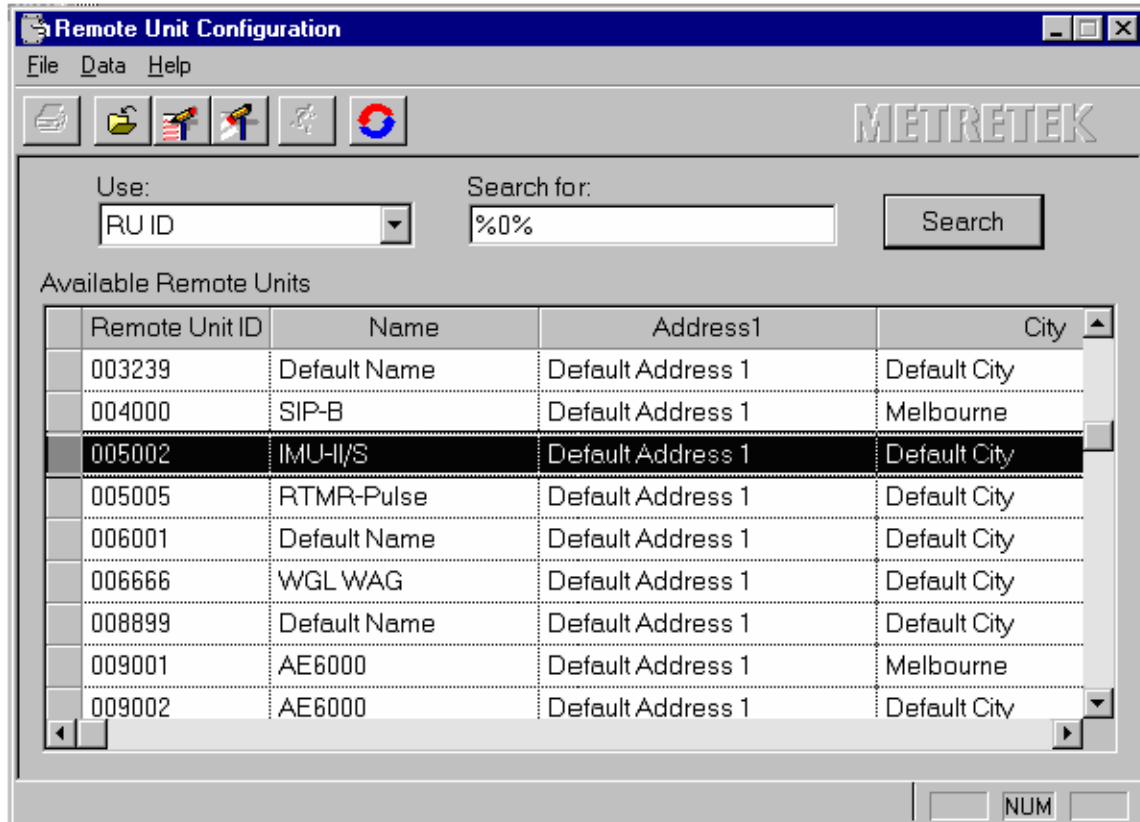 Remote Unit Configuration
File Data Help
METRETEK
Use: Search for:
RU ID %0% Search
Available Remote Units
Remote Unit ID Name Address1 City
003239 Default Name Default Address 1 Default City
004000 SIP-B Default Address 1 Melbourne
005002 IMU-II/S Default Address 1 Default City
005005 RTMR-Pulse Default Address 1 Default City
006001 Default Name Default Address 1 Default City
006666 WGL WAG Default Address 1 Default City
008899 Default Name Default Address 1 Default City
009001 AE6000 Default Address 1 Melbourne
009002 AE6000 Default Address 1 Default City
NUM